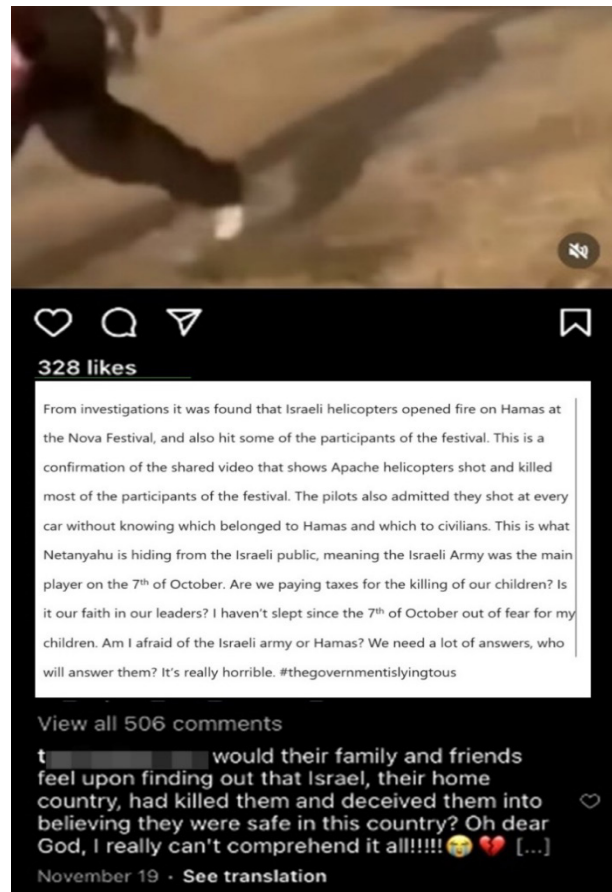 328 likes
From investigations it was found that Israeli helicopters opened fire on Hamas at
the Nova Festival, and also hit some of the participants of the festival. This is a
confirmation of the shared video that shows Apache helicopters shot and killed
most of the participants of the festival. The pilots also admitted they shot at every
car without knowing which belonged to Hamas and which to civilians. This is what
Netanyahu is hiding from the Israeli public, meaning the Israeli Army was the main
player on the 7th of October. Are we paying taxes for the killing of our children? Is
it our faith in our leaders? I haven't slept since the 7th of October out of fear for my
children. Am I afraid of the Israeli army or Hamas? We need a lot of answers, who
will answer them? It's really horrible. #thegovernmentislyingtous
View all 506 comments
t would their family and friends
feel upon finding out that Israel, their home
country, had killed them and deceived them into
believing they were safe in this country? Oh dear
God, I really can't comprehend it all!!!!!😭 💔 [...]
November 19 · See translation